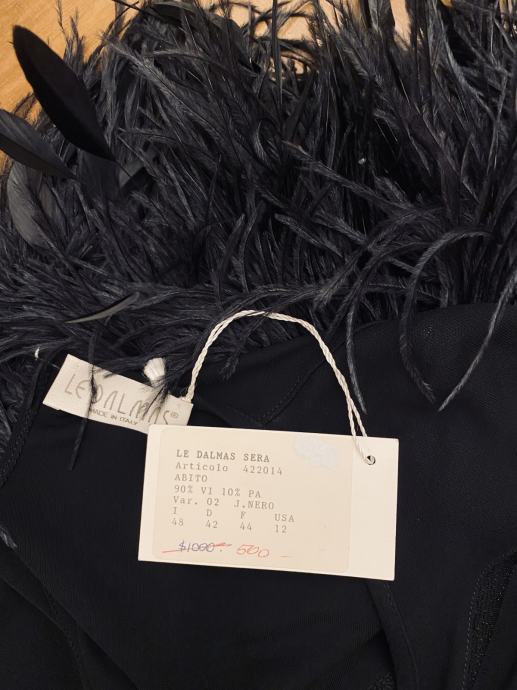 LE DALMAS®
MADE IN ITALY
LE DALMAS SERA
Articolo 422014
ABITO
90% VI 10% PA
Var. 02 J.NERO
I D F USA
48 42 44 12
$1000- 500-